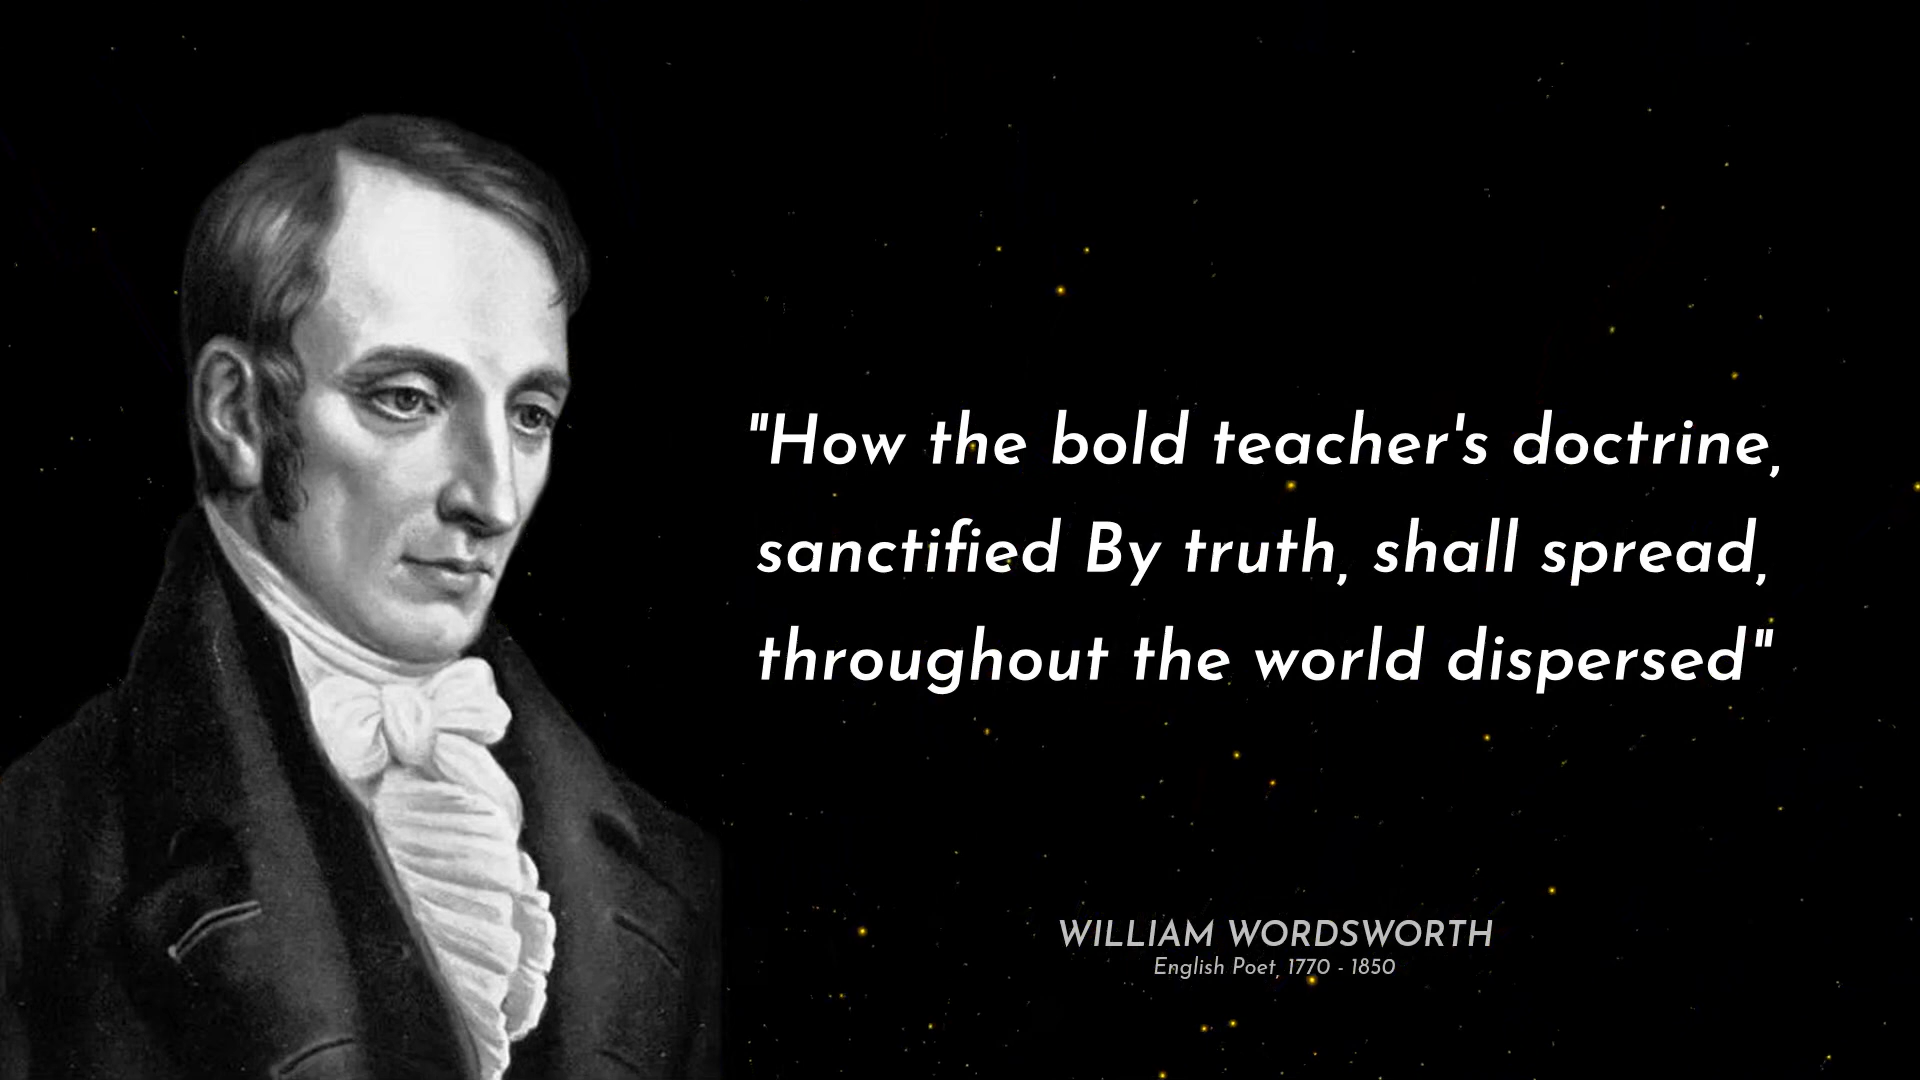 "How the bold teacher's doctrine,
sanctified By truth, shall spread,
throughout the world dispersed"
WILLIAM WORDSWORTH
English Poet, 1770 - 1850